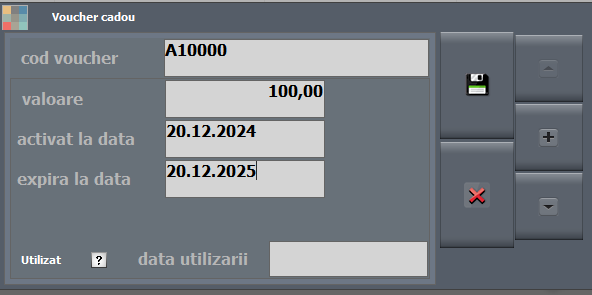 Voucher cadou
cod voucher A10000
valoare 100,00
activat la data 20.12.2024
expira la data 20.12.2025
Utilizat ? data utilizarii